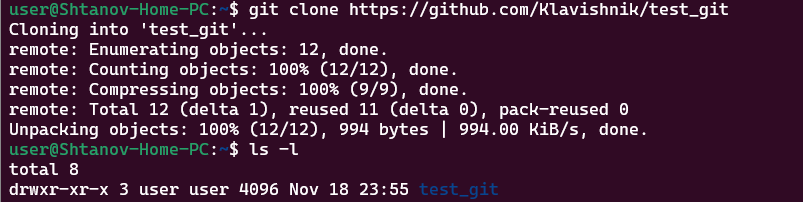 user@Shtanov-Home-PC:~$ git clone https://github.com/Klavishnik/test_git
Cloning into 'test_git'...
remote: Enumerating objects: 12, done.
remote: Counting objects: 100% (12/12), done.
remote: Compressing objects: 100% (9/9), done.
remote: Total 12 (delta 1), reused 11 (delta 0), pack-reused 0
Unpacking objects: 100% (12/12), 994 bytes | 994.00 KiB/s, done.
user@Shtanov-Home-PC:~$ ls -l
total 8
drwxr-xr-x 3 user user 4096 Nov 18 23:55 test_git